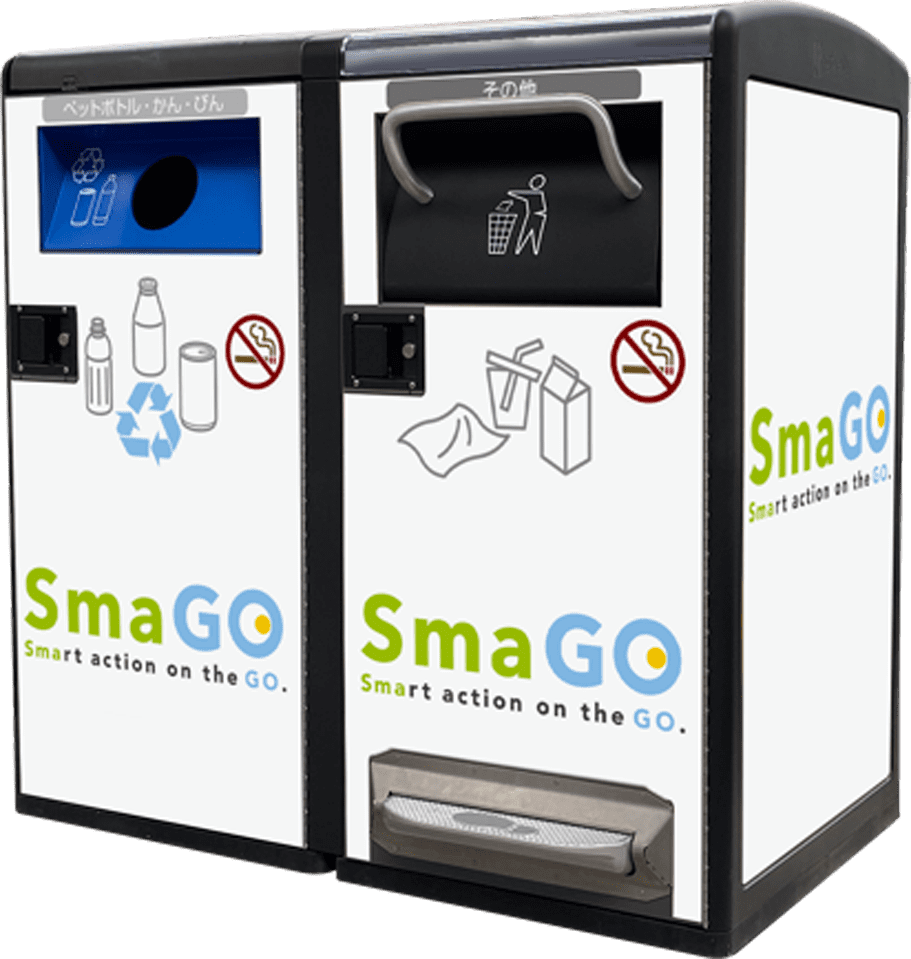 ペットボトル・かん・びん
その他
SmaGO
Smart action on the GO.
SmaGO
Smart action on the GO.
SmaGO
Smart action on the GO.